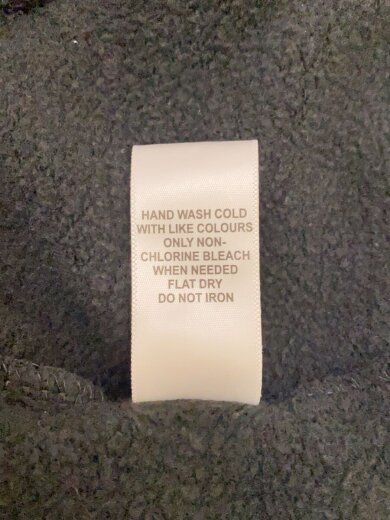 HAND WASH COLD
WITH LIKE COLOURS
ONLY NON-
CHLORINE BLEACH
WHEN NEEDED
FLAT DRY
DO NOT IRON